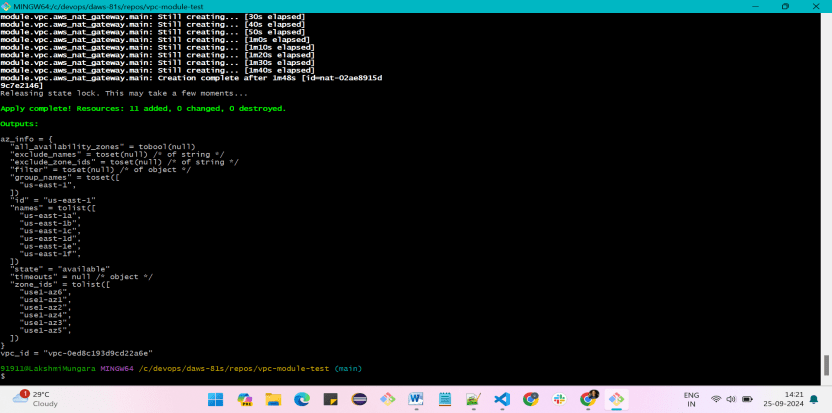 MINGW64:/c/devops/daws-81s/repos/vpc-module-test
module.vpc.aws_nat_gateway.main: Still creating... [30s elapsed]
module.vpc.aws_nat_gateway.main: Still creating... [40s elapsed]
module.vpc.aws_nat_gateway.main: Still creating... [50s elapsed]
module.vpc.aws_nat_gateway.main: Still creating... [1m0s elapsed]
module.vpc.aws_nat_gateway.main: Still creating... [1m10s elapsed]
module.vpc.aws_nat_gateway.main: Still creating... [1m20s elapsed]
module.vpc.aws_nat_gateway.main: Still creating... [1m30s elapsed]
module.vpc.aws_nat_gateway.main: Still creating... [1m40s elapsed]
module.vpc.aws_nat_gateway.main: Creation complete after 1m48s [id=nat-02ae8915d
9c7e2146]
Releasing state lock. This may take a few moments...
Apply complete! Resources: 11 added, 0 changed, 0 destroyed.
Outputs:
az_info = {
"all_availability_zones" = tobool(null)
"exclude_names" = toset(null) /* of string */
"exclude_zone_ids" = toset(null) /* of string */
"filter" = toset(null) /* of object */
"group_names" = toset([
"us-east-1",
])
"id" = "us-east-1"
"names" = tolist([
"us-east-1a",
"us-east-1b",
"us-east-1c",
"us-east-1d",
"us-east-1e",
"us-east-1f",
])
"state" = "available"
"timeouts" = null /* object */
"zone_ids" = tolist([
"use1-az6",
"use1-az1",
"use1-az2",
"use1-az4",
"use1-az3",
"use1-az5",
])
}
vpc_id = "vpc-0ed8c193d9cd22a6e"
91911@LakshmiMungara MINGW64 /c/devops/daws-81s/repos/vpc-module-test (main)
$
1
29°C
Cloudy
PRE
ENG
IN
14:21
25-09-2024